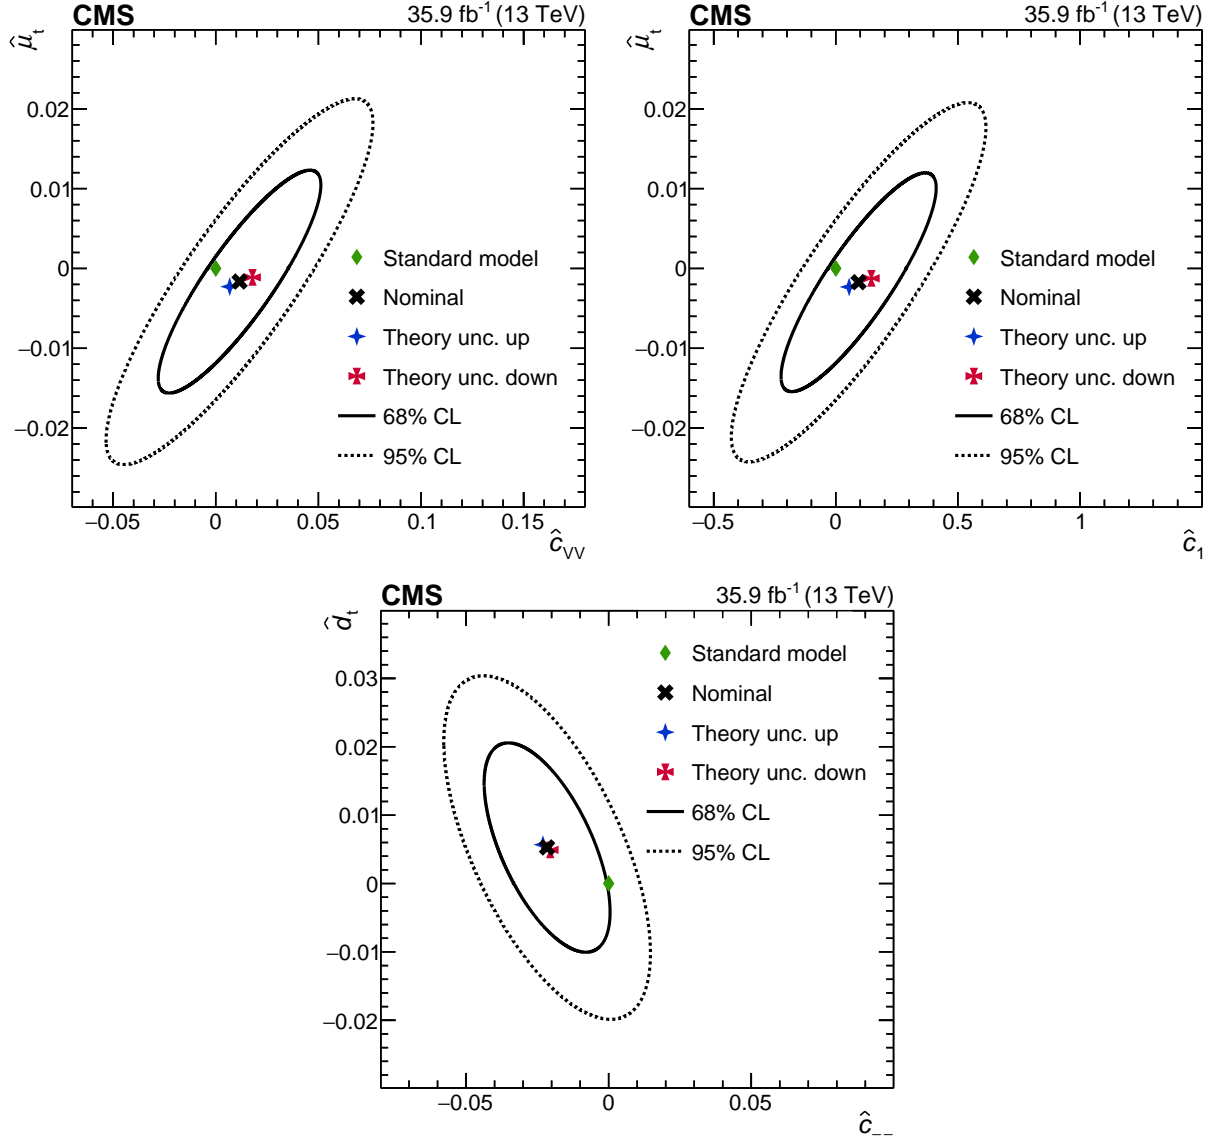 CMS 35.9 fb⁻¹ (13 TeV)
μ̂ₜ
0.02
0.01
0
−0.01
−0.02
Standard model
Nominal
Theory unc. up
Theory unc. down
68% CL
95% CL
−0.05 0 0.05 0.1 0.15
ĉ_VV
CMS 35.9 fb⁻¹ (13 TeV)
μ̂ₜ
0.02
0.01
0
−0.01
−0.02
Standard model
Nominal
Theory unc. up
Theory unc. down
68% CL
95% CL
−0.5 0 0.5 1
ĉ₁
CMS 35.9 fb⁻¹ (13 TeV)
d̂ₜ
0.03
0.02
0.01
0
−0.01
−0.02
Standard model
Nominal
Theory unc. up
Theory unc. down
68% CL
95% CL
−0.05 0 0.05
ĉ₋₋